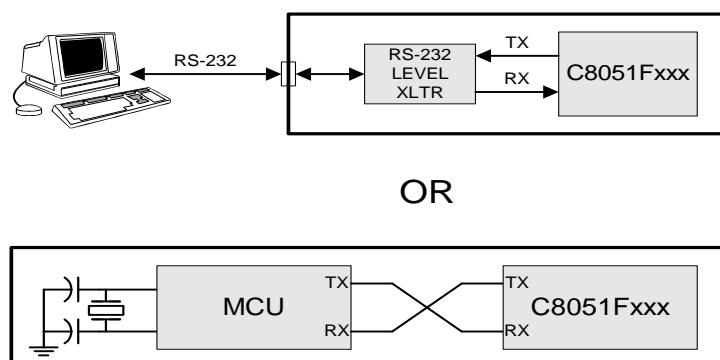 RS-232
RS-232
LEVEL
XLTR
TX
RX
C8051Fxxx
OR
MCU
TX
RX
TX
RX
C8051Fxxx